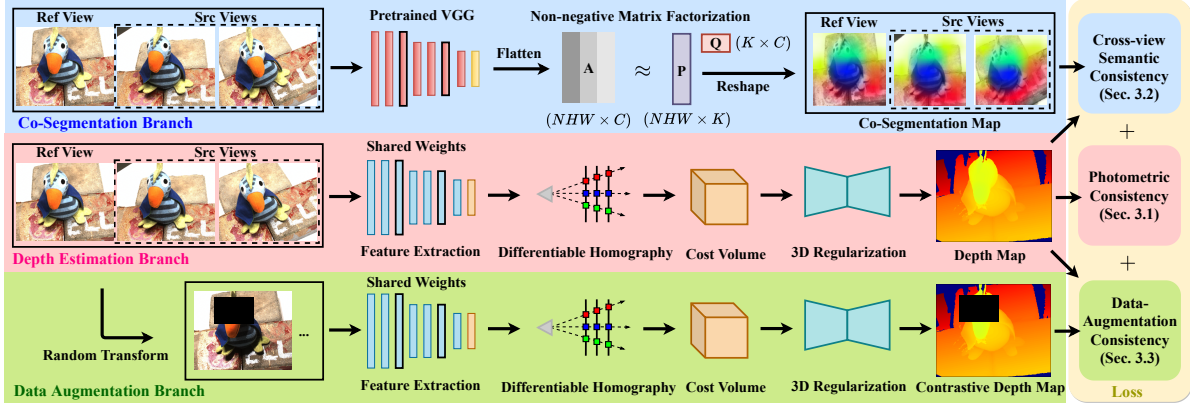 Ref View
Src Views
Pretrained VGG
Non-negative Matrix Factorization
Ref View
Src Views
Flatten
A
≈
P
Q
(K × C)
Reshape
(NHW × C)
(NHW × K)
Co-Segmentation Branch
Co-Segmentation Map
Cross-view
Semantic
Consistency
(Sec. 3.2)
+
Ref View
Src Views
Shared Weights
Feature Extraction
Differentiable Homography
Cost Volume
3D Regularization
Depth Map
Depth Estimation Branch
Photometric
Consistency
(Sec. 3.1)
+
Random Transform
...
Shared Weights
Feature Extraction
Differentiable Homography
Cost Volume
3D Regularization
Contrastive Depth Map
Data Augmentation Branch
Data-
Augmentation
Consistency
(Sec. 3.3)
Loss